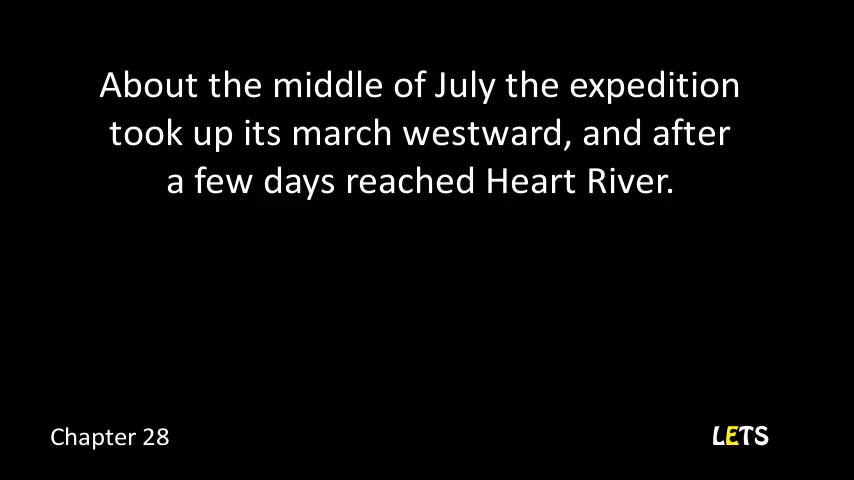 About the middle of July the expedition
took up its march westward, and after
a few days reached Heart River.
Chapter 28
LETS